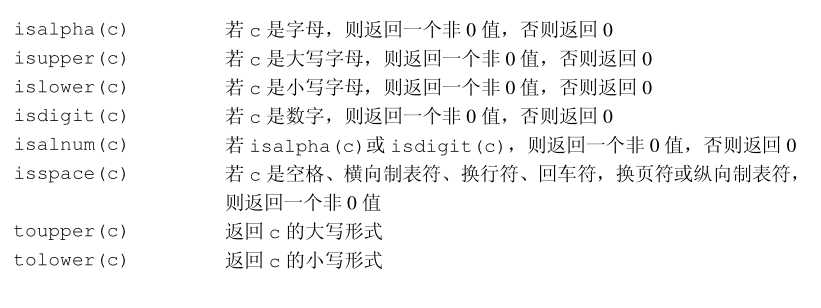 isalpha(c) 若 c 是字母，则返回一个非 0 值，否则返回 0
isupper(c) 若 c 是大写字母，则返回一个非 0 值，否则返回 0
islower(c) 若 c 是小写字母，则返回一个非 0 值，否则返回 0
isdigit(c) 若 c 是数字，则返回一个非 0 值，否则返回 0
isalnum(c) 若 isalpha(c)或 isdigit(c)，则返回一个非 0 值，否则返回 0
isspace(c) 若 c 是空格、横向制表符、换行符、回车符，换页符或纵向制表符，
则返回一个非 0 值
toupper(c) 返回 c 的大写形式
tolower(c) 返回 c 的小写形式